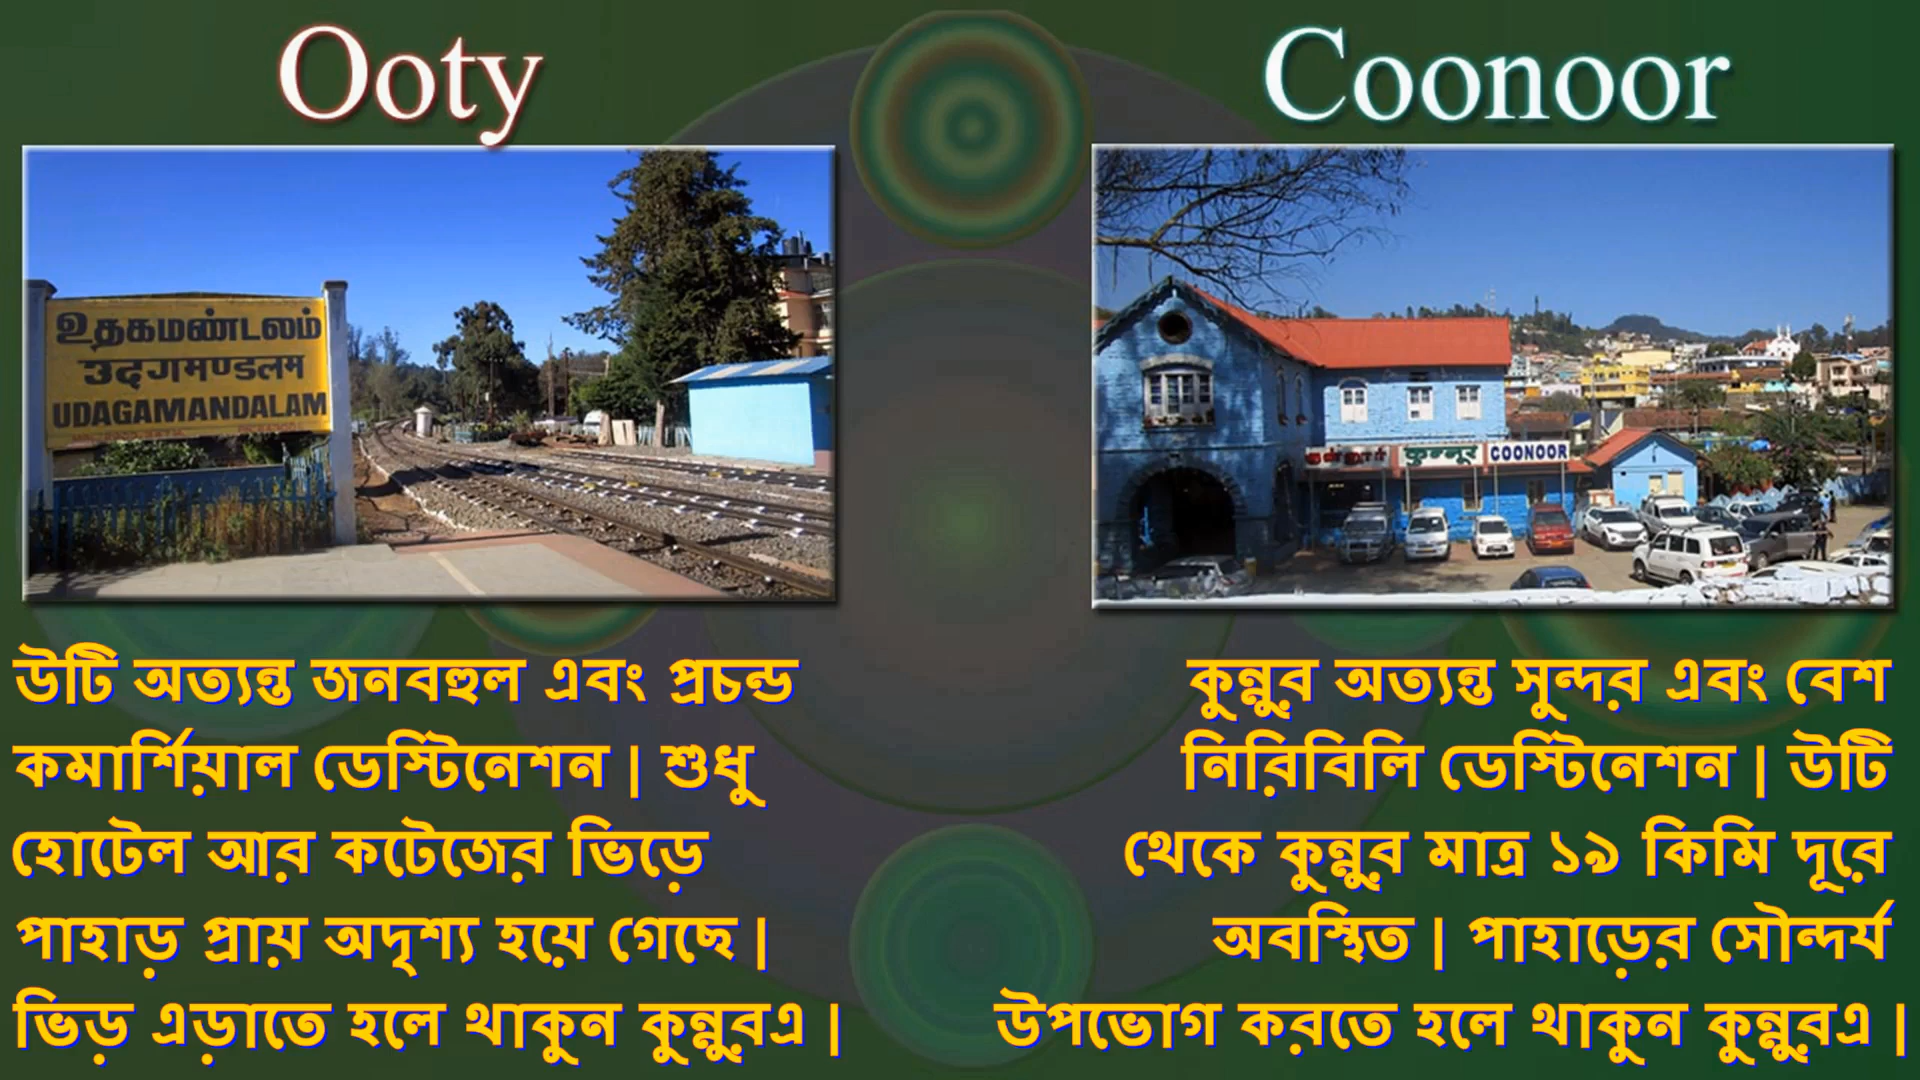 Ooty
உதகமண்டலம்
उदगमण्डलम
UDAGAMANDALAM
উটি অত্যন্ত জনবহুল এবং প্রচন্ড
কমার্শিয়াল ডেস্টিনেশন | শুধু
হোটেল আর কটেজের ভিড়ে
পাহাড় প্রায় অদৃশ্য হয়ে গেছে |
ভিড় এড়াতে হলে থাকুন কুন্নুরএ |
Coonoor
குன்னூர் कुन्नूर COONOOR
কুন্নুর অত্যন্ত সুন্দর এবং বেশ
নিরিবিলি ডেস্টিনেশন | উটি
থেকে কুন্নুর মাত্র ১৯ কিমি দূরে
অবস্থিত | পাহাড়ের সৌন্দর্য
উপভোগ করতে হলে থাকুন কুন্নুরএ |